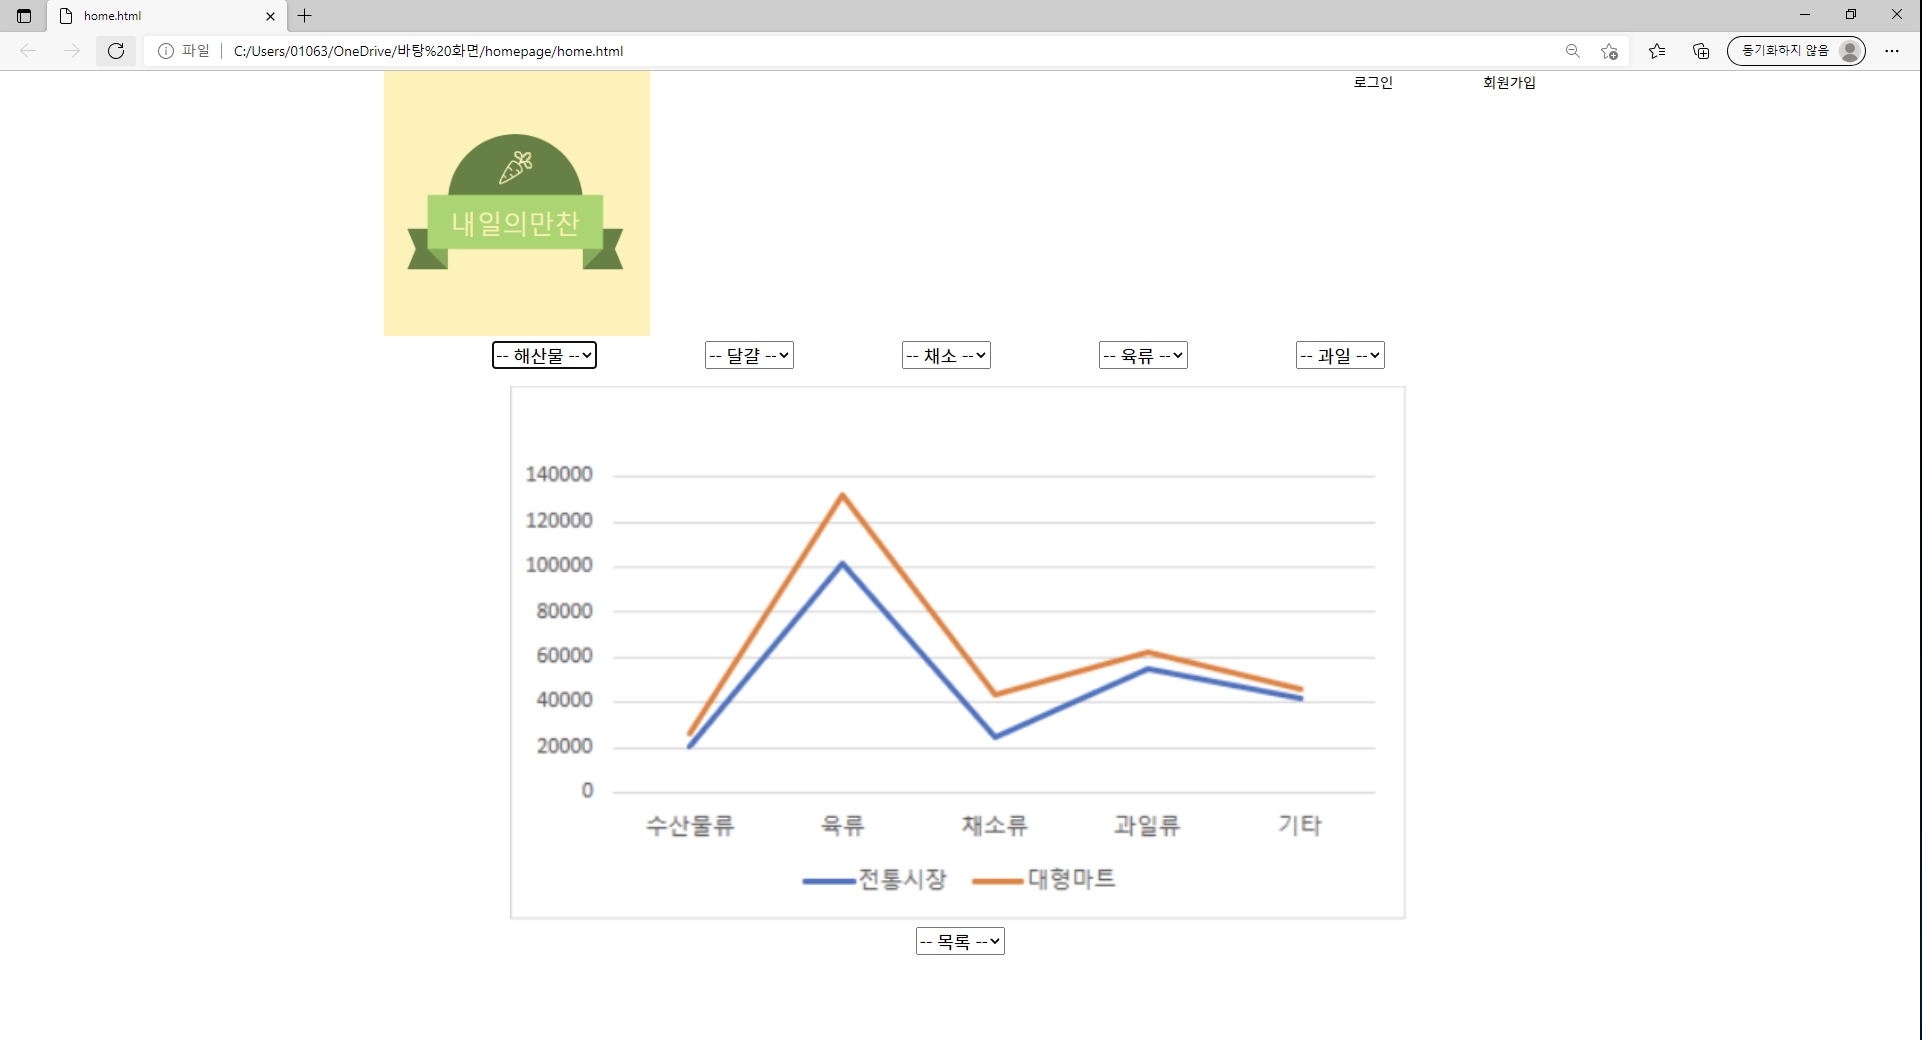 home.html
파일 C:/Users/01063/OneDrive/바탕%20화면/homepage/home.html 동기화하지 않음
로그인 회원가입
내일의만찬
-- 해산물 -- -- 달걀 -- -- 채소 -- -- 육류 -- -- 과일 --
140000
120000
100000
80000
60000
40000
20000
0
수산물류 육류 채소류 과일류 기타
전통시장 대형마트
-- 목록 --